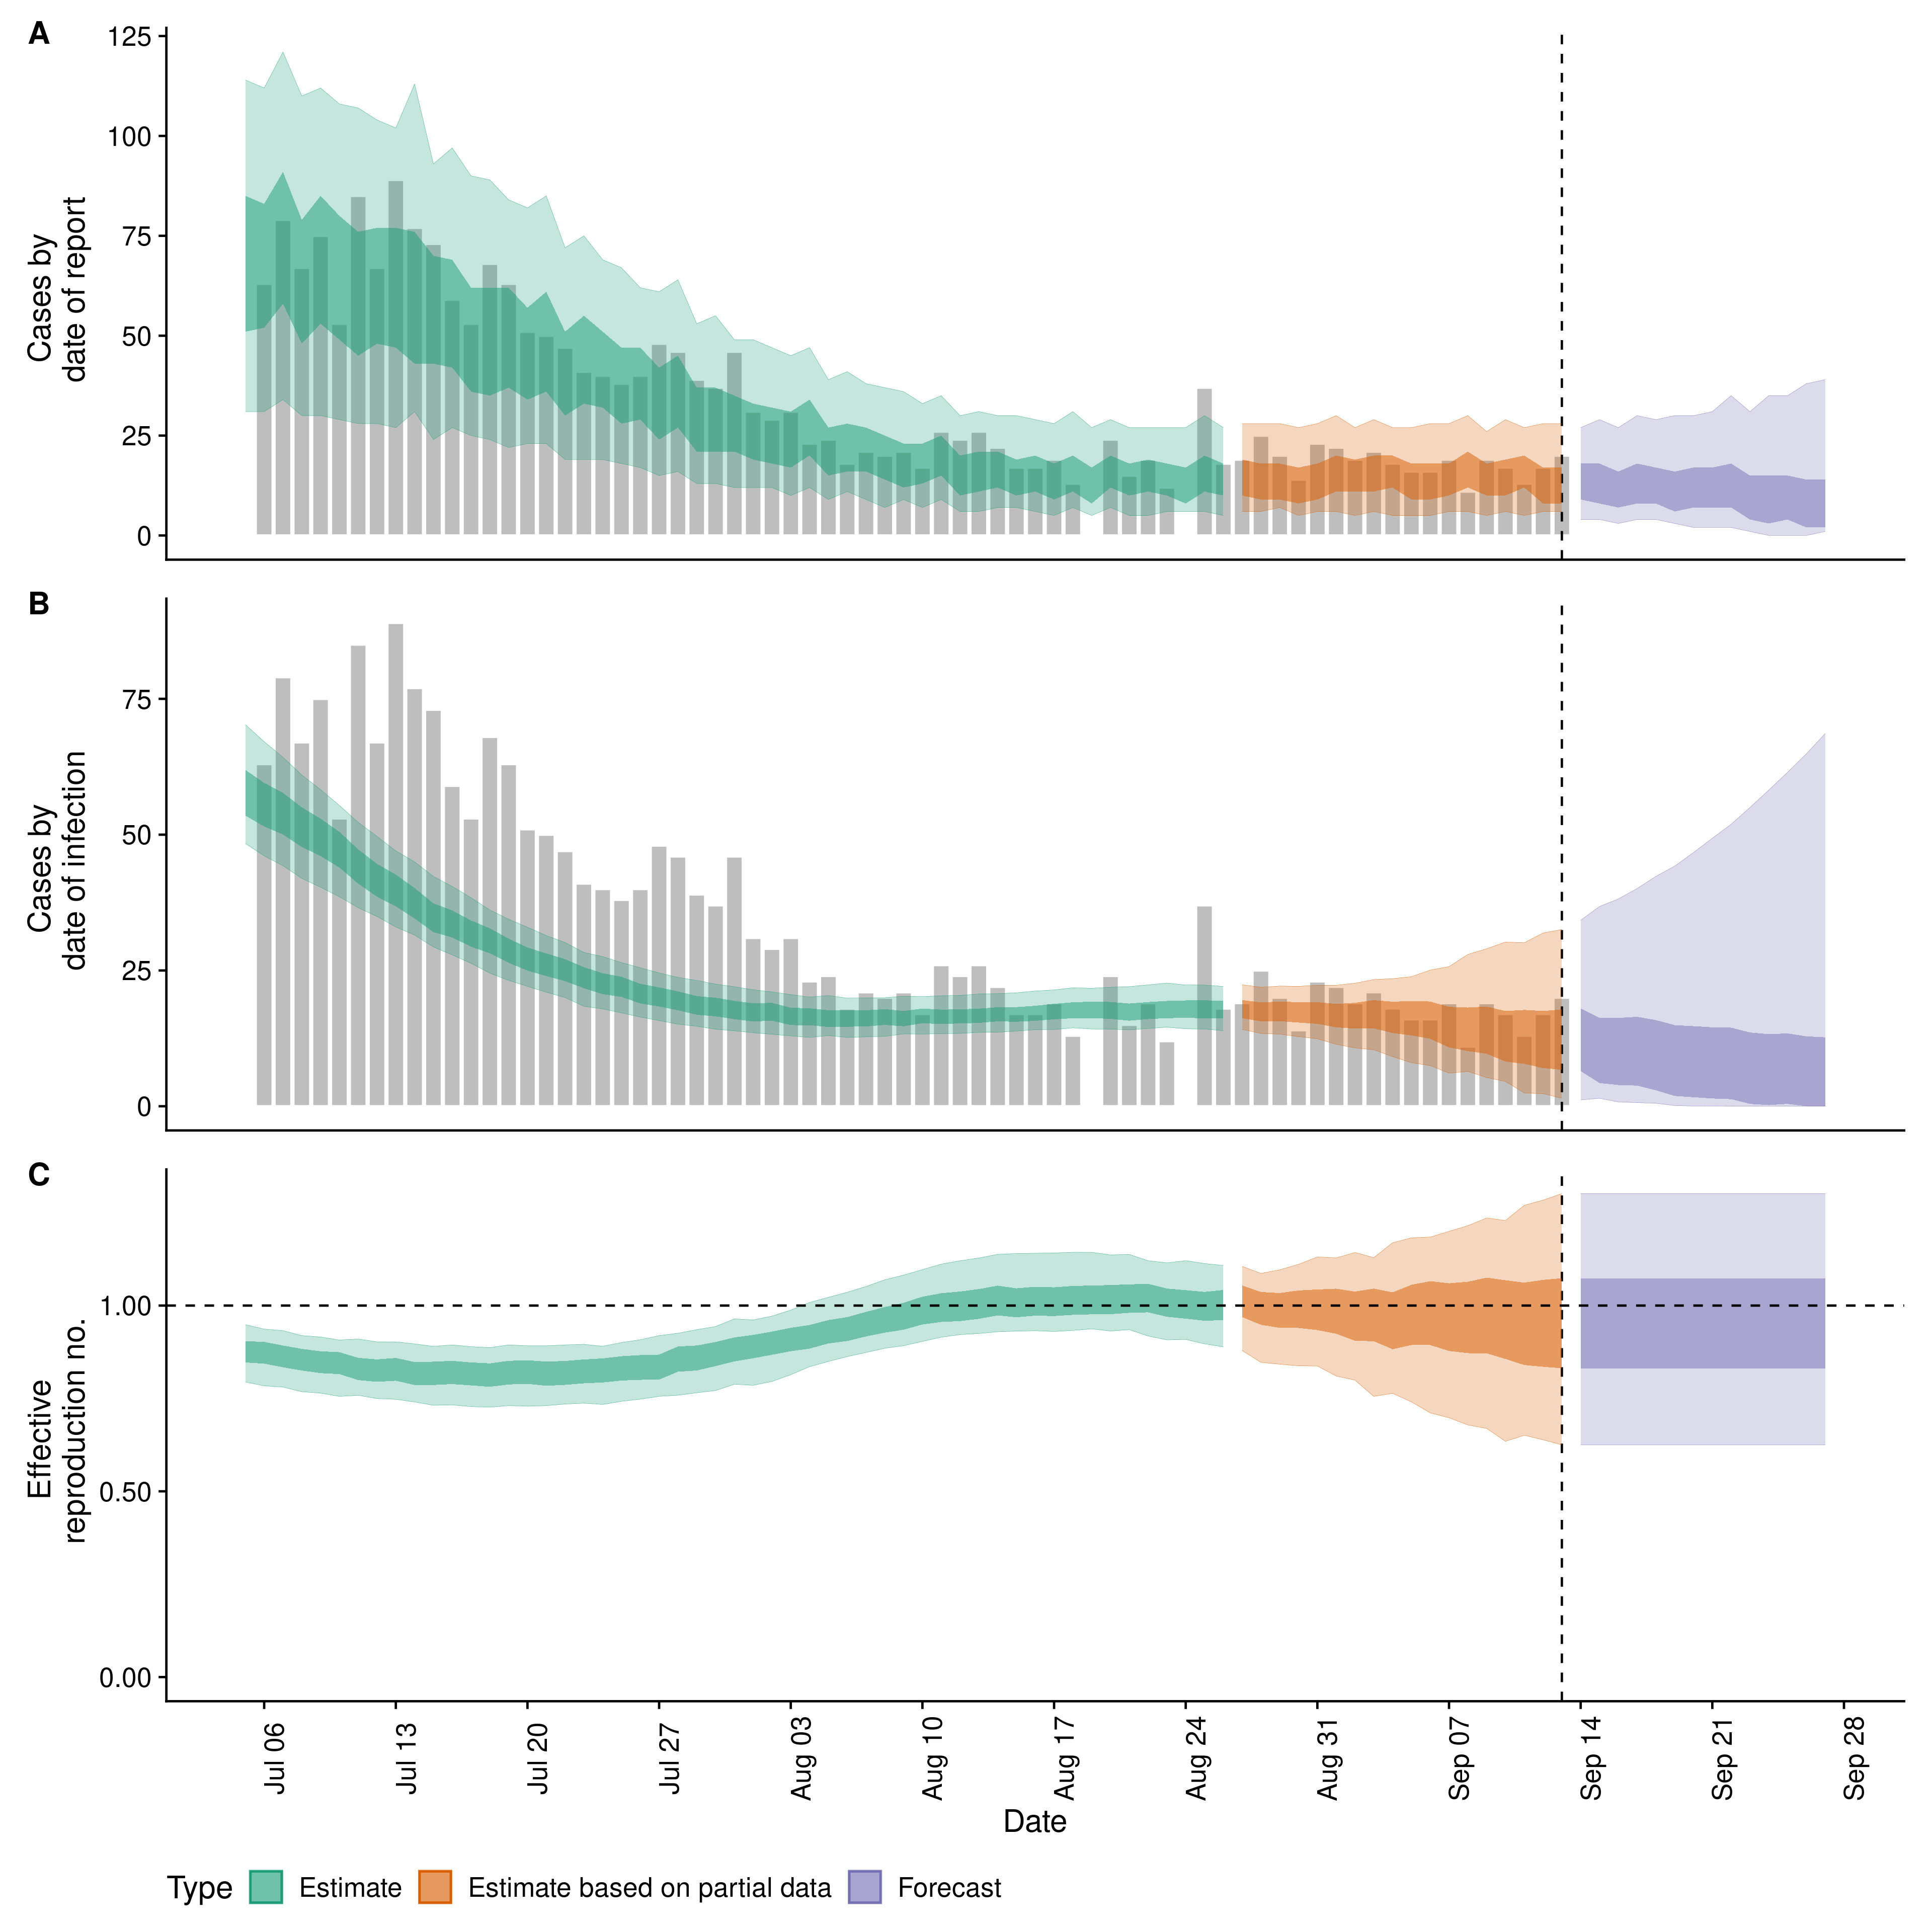 A
125
100
75
50
25
0
Cases by
date of report
B
75
50
25
0
Cases by
date of infection
C
1.00
0.50
0.00
Effective
reproduction no.
Jul 06
Jul 13
Jul 20
Jul 27
Aug 03
Aug 10
Aug 17
Aug 24
Aug 31
Sep 07
Sep 14
Sep 21
Sep 28
Date
Type Estimate Estimate based on partial data Forecast